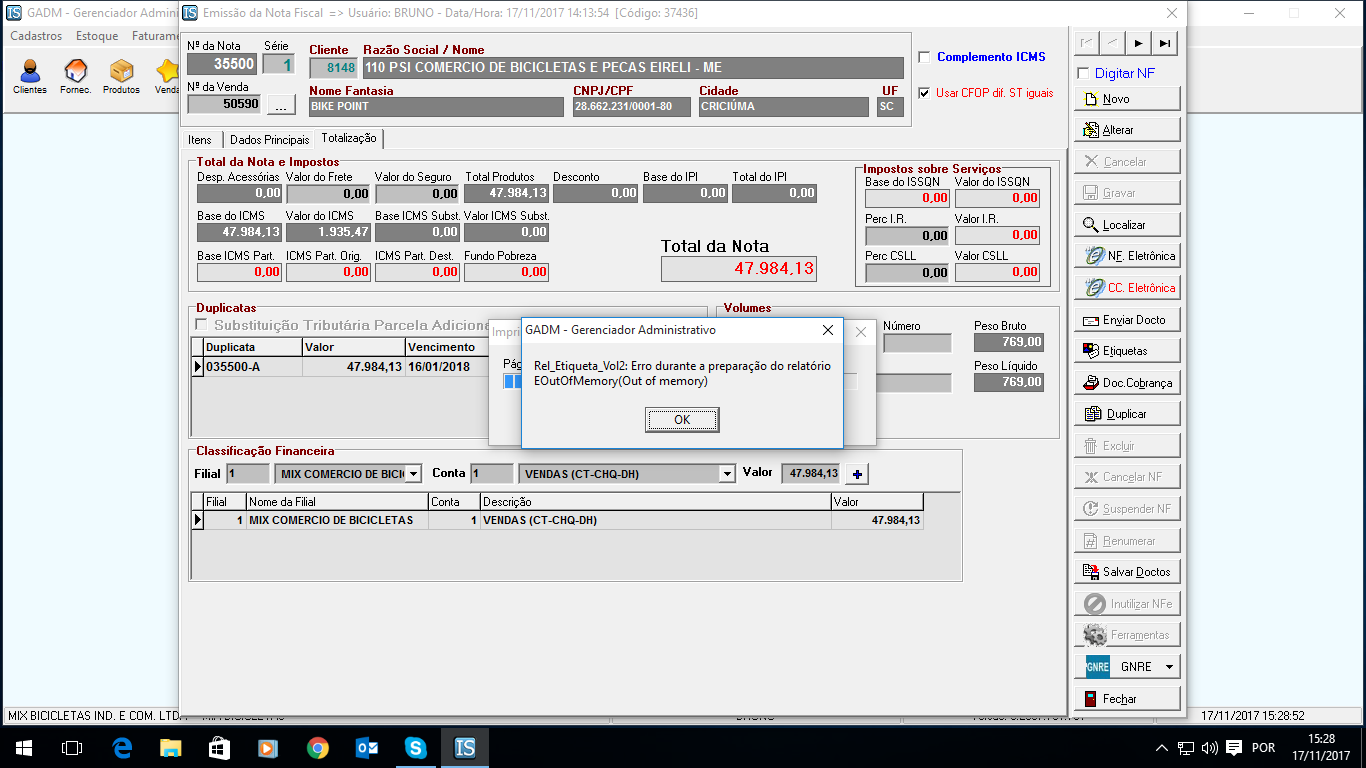 GADM - Gerenciador Admini
Emissão da Nota Fiscal => Usuário: BRUNO - Data/Hora: 17/11/2017 14:13:54 [Código: 37436]
Cadastros Estoque Faturame
Clientes Fornec. Produtos Venda
Nº da Nota Série Cliente Razão Social / Nome
35500 1 8148 110 PSI COMERCIO DE BICICLETAS E PECAS EIRELI - ME
Nº da Venda Nome Fantasia CNPJ/CPF Cidade UF
50590 ... BIKE POINT 28.662.231/0001-80 CRICIÚMA SC
Complemento ICMS
Usar CFOP dif. ST iguais
Itens Dados Principais Totalização
Total da Nota e Impostos
Desp. Acessórias Valor do Frete Valor do Seguro Total Produtos Desconto Base do IPI Total do IPI
0,00 0,00 0,00 47.984,13 0,00 0,00 0,00
Base do ICMS Valor do ICMS Base ICMS Subst. Valor ICMS Subst.
47.984,13 1.935,47 0,00 0,00
Base ICMS Part. ICMS Part. Orig. ICMS Part. Dest. Fundo Pobreza
0,00 0,00 0,00 0,00
Total da Nota
47.984,13
Impostos sobre Serviços
Base do ISSQN Valor do ISSQN
0,00 0,00
Perc I.R. Valor I.R.
0,00 0,00
Perc CSLL Valor CSLL
0,00 0,00
Duplicatas
Substituição Tributária Parcela Adiciona
Duplicata Valor Vencimento
035500-A 47.984,13 16/01/2018
Volumes
Número Peso Bruto
769,00
Peso Líquido
769,00
Impri
Pág
GADM - Gerenciador Administrativo
Rel_Etiqueta_Vol2: Erro durante a preparação do relatório
EOutOfMemory(Out of memory)
OK
Classificação Financeira
Filial 1 MIX COMERCIO DE BICI Conta 1 VENDAS (CT-CHQ-DH) Valor 47.984,13 +
Filial Nome da Filial Conta Descrição Valor
1 MIX COMERCIO DE BICICLETAS 1 VENDAS (CT-CHQ-DH) 47.984,13
Digitar NF
Novo
Alterar
Cancelar
Gravar
Localizar
NF. Eletrônica
CC. Eletrônica
Enviar Docto
Etiquetas
Doc.Cobrança
Duplicar
Excluir
Cancelar NF
Suspender NF
Renumerar
Salvar Doctos
Inutilizar NFe
Ferramentas
GNRE GNRE
Fechar
MIX BICICLETAS IND. E COM. LTD
BRUNO
17/11/2017 15:28:52
IS
POR
15:28
17/11/2017